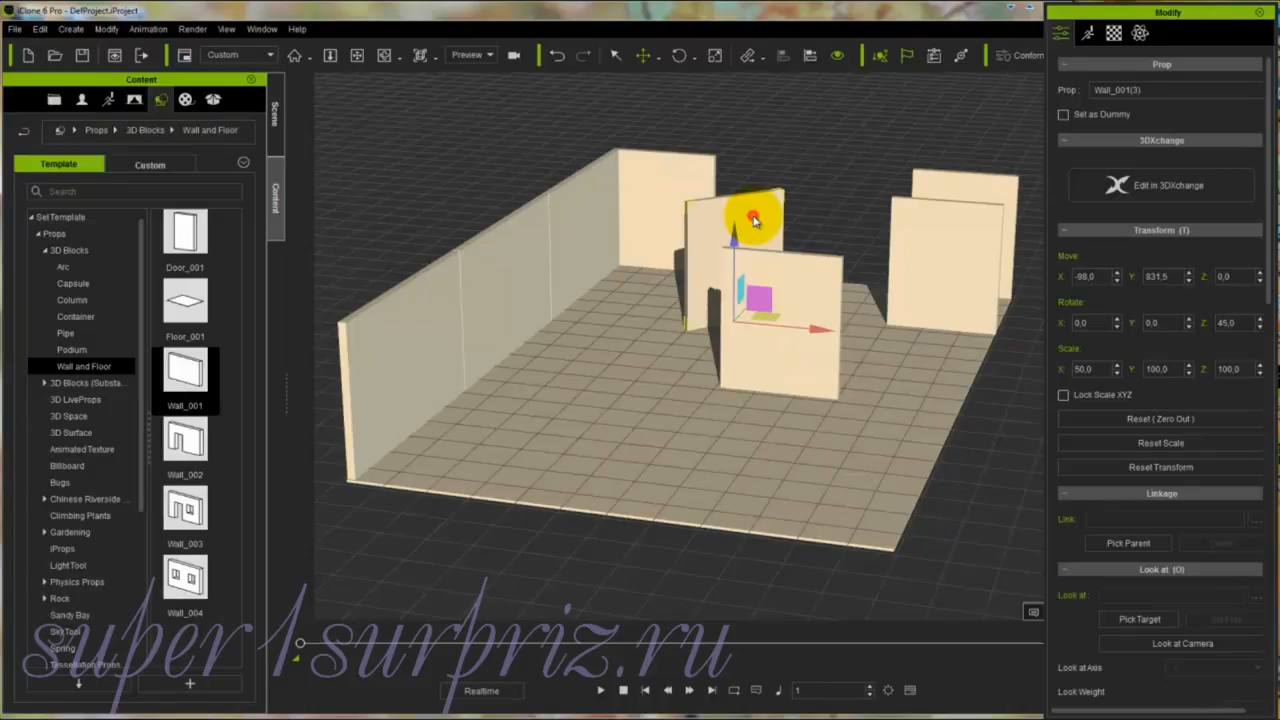 iClone 6 Pro - DefProject.iProject
File Edit Create Modify Animation Render View Window Help
Custom
Preview
Conform
Content
Props 3D Blocks Wall and Floor
Template
Custom
Search
SetTemplate
Props
3D Blocks
Arc
Capsule
Column
Container
Pipe
Podium
Wall and Floor
3D Blocks (Substa...
3D LiveProps
3D Space
3D Surface
Animated Texture
Billboard
Bugs
Chinese Riverside ...
Climbing Plants
Gardening
iProps
LightTool
Physics Props
Rock
Sandy Bay
SkyTool
Spring
Tessellation Props
Door_001
Floor_001
Wall_001
Wall_002
Wall_003
Wall_004
Scene
Content
super1surpriz.ru
Realtime
1
Modify
Prop
Prop : Wall_001(3)
Set as Dummy
3DXchange
Edit in 3DXchange
Transform (T)
Move:
X: -98,0 Y: 831,5 Z: 0,0
Rotate:
X: 0,0 Y: 0,0 Z: 45,0
Scale:
X: 50,0 Y: 100,0 Z: 100,0
Lock Scale XYZ
Reset ( Zero Out )
Reset Scale
Reset Transform
Linkage
Link:
Pick Parent
Look at (O)
Look at:
Pick Target
Look at Camera
Look at Axis
Look Weight